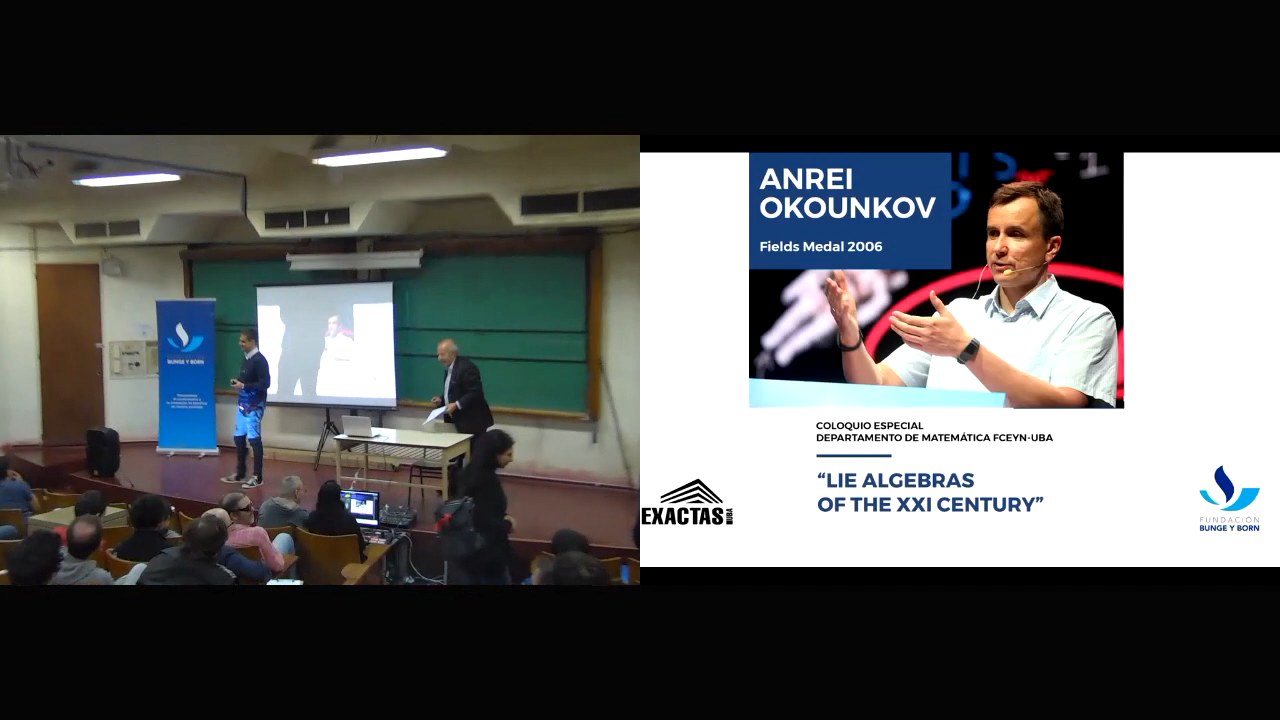 BUNGE Y BORN
ANREI
OKOUNKOV
Fields Medal 2006
COLOQUIO ESPECIAL
DEPARTAMENTO DE MATEMÁTICA FCEYN-UBA
“LIE ALGEBRAS
OF THE XXI CENTURY”
EXACTAS
UBA
FUNDACIÓN
BUNGE Y BORN